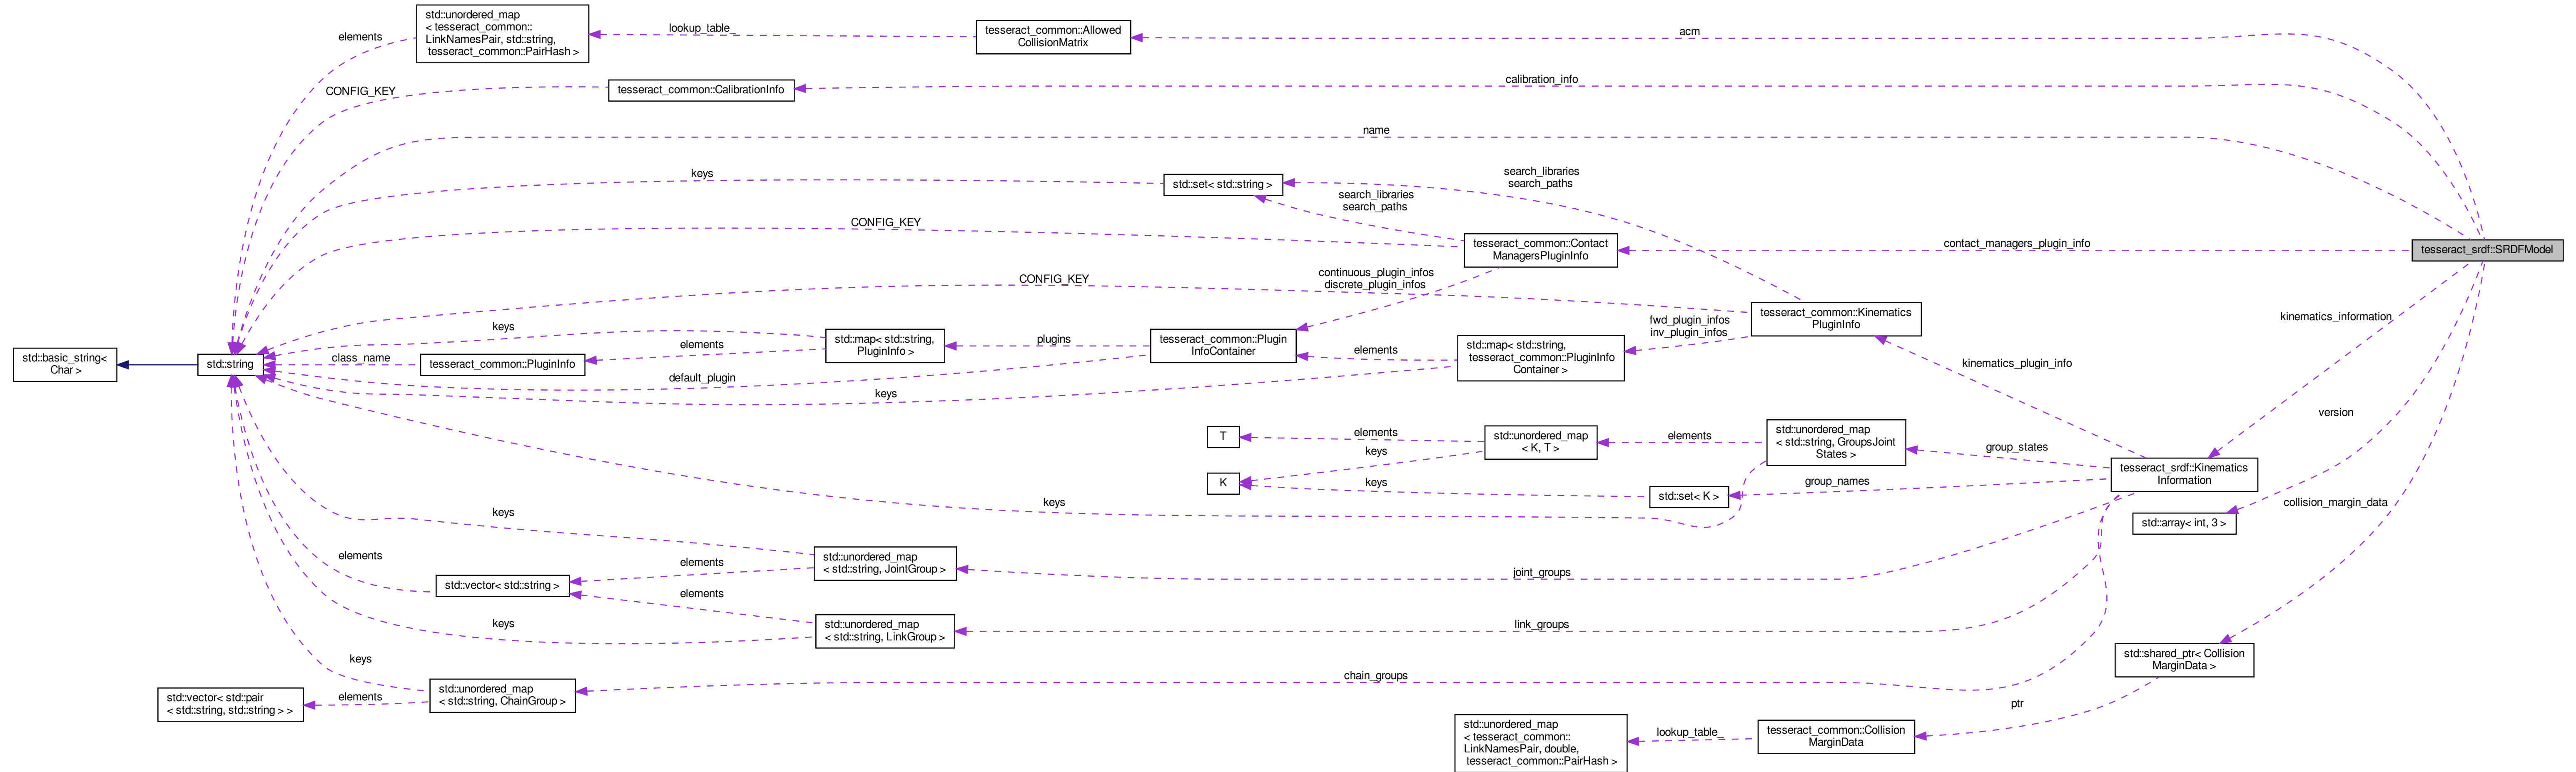 std::unordered_map
< tesseract_common::
LinkNamesPair, std::string,
tesseract_common::PairHash >
elements
lookup_table_
tesseract_common::Allowed
CollisionMatrix
acm
CONFIG_KEY
tesseract_common::CalibrationInfo
calibration_info
name
keys
std::set< std::string >
search_libraries
search_paths
search_libraries
search_paths
CONFIG_KEY
tesseract_common::Contact
ManagersPluginInfo
contact_managers_plugin_info
tesseract_srdf::SRDFModel
CONFIG_KEY
continuous_plugin_infos
discrete_plugin_infos
tesseract_common::Kinematics
PluginInfo
fwd_plugin_infos
inv_plugin_infos
kinematics_information
std::basic_string<
Char >
std::string
keys
class_name
tesseract_common::PluginInfo
elements
std::map< std::string,
PluginInfo >
plugins
tesseract_common::Plugin
InfoContainer
elements
std::map< std::string,
tesseract_common::PluginInfo
Container >
default_plugin
keys
kinematics_plugin_info
version
T
elements
std::unordered_map
< K, T >
keys
elements
std::unordered_map
< std::string, GroupsJoint
States >
group_states
K
keys
std::set< K >
group_names
tesseract_srdf::Kinematics
Information
keys
collision_margin_data
std::array< int, 3 >
keys
elements
std::vector< std::string >
elements
std::unordered_map
< std::string, JointGroup >
joint_groups
elements
keys
std::unordered_map
< std::string, LinkGroup >
link_groups
std::shared_ptr< Collision
MarginData >
keys
std::vector< std::pair
< std::string, std::string > >
elements
std::unordered_map
< std::string, ChainGroup >
chain_groups
ptr
std::unordered_map
< tesseract_common::
LinkNamesPair, double,
tesseract_common::PairHash >
lookup_table_
tesseract_common::Collision
MarginData